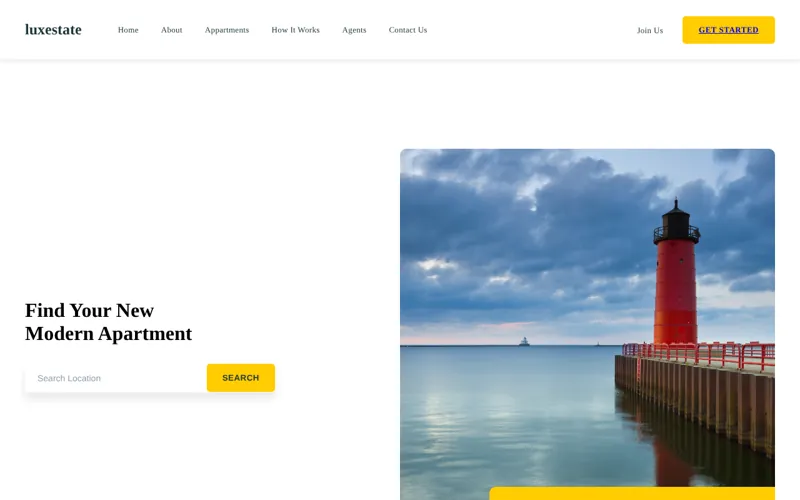 luxestate
Home
About
Appartments
How It Works
Agents
Contact Us
Join Us
GET STARTED
Find Your New
Modern Apartment
Search Location
SEARCH